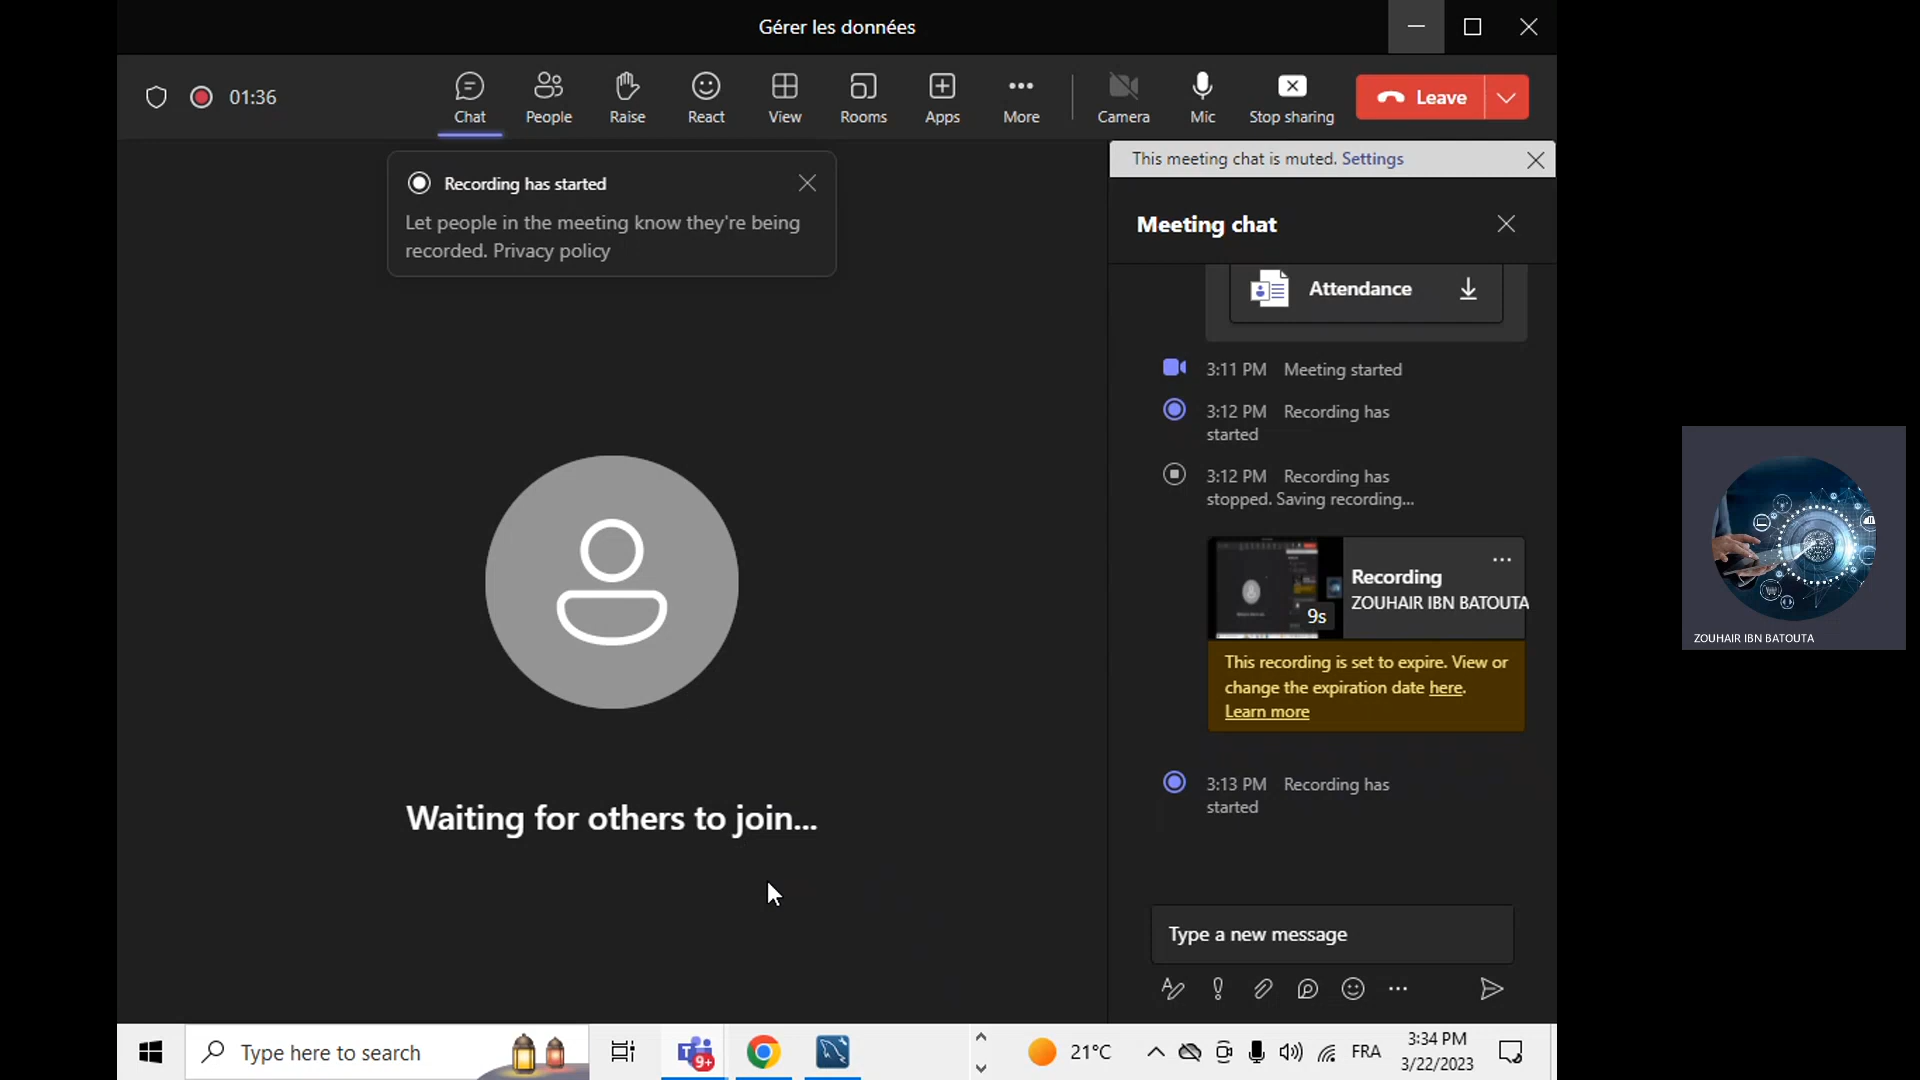 Gérer les données
01:36
Chat
People
Raise
React
View
Rooms
Apps
More
Camera
Mic
Stop sharing
Leave
Recording has started
Let people in the meeting know they're being
recorded. Privacy policy
Waiting for others to join...
This meeting chat is muted. Settings
Meeting chat
Attendance
3:11 PM Meeting started
3:12 PM Recording has
started
3:12 PM Recording has
stopped. Saving recording...
9s
Recording
ZOUHAIR IBN BATOUTA
This recording is set to expire. View or
change the expiration date here.
Learn more
3:13 PM Recording has
started
Type a new message
ZOUHAIR IBN BATOUTA
Type here to search
9+
21°C
FRA
3:34 PM
3/22/2023